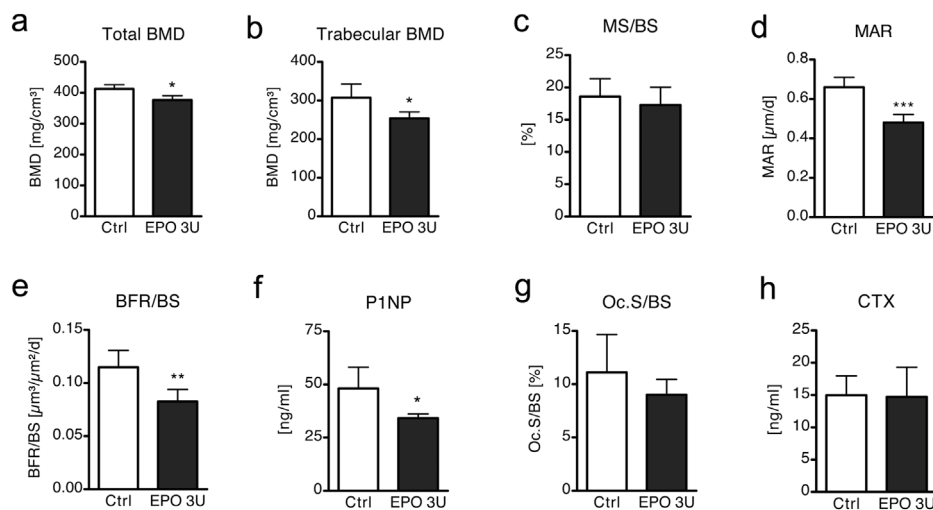 a
Total BMD
BMD [mg/cm³]
500
400
300
200
100
0
*
Ctrl EPO 3U
b
Trabecular BMD
BMD [mg/cm³]
400
300
200
100
0
*
Ctrl EPO 3U
c
MS/BS
[%]
25
20
15
10
5
0
Ctrl EPO 3U
d
MAR
MAR [µm/d]
0.8
0.6
0.4
0.2
0.0
***
Ctrl EPO 3U
e
BFR/BS
BFR/BS [µm³/µm²/d]
0.15
0.10
0.05
0.00
**
Ctrl EPO 3U
f
P1NP
[ng/ml]
75
50
25
0
*
Ctrl EPO 3U
g
Oc.S/BS
Oc.S/BS [%]
15
10
5
0
Ctrl EPO 3U
h
CTX
[ng/ml]
25
20
15
10
5
0
Ctrl EPO 3U